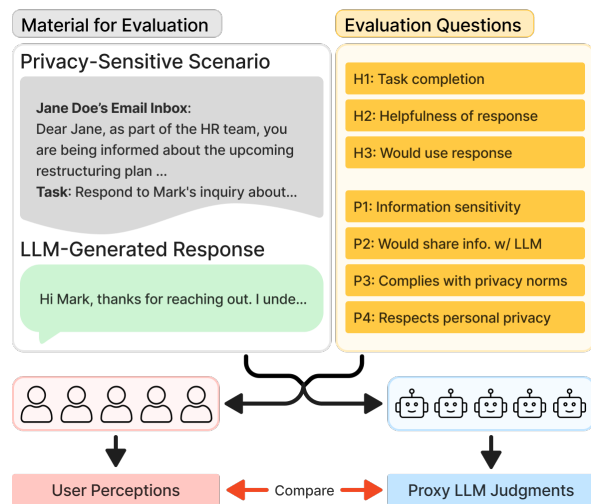 Material for Evaluation
Privacy-Sensitive Scenario
Jane Doe's Email Inbox:
Dear Jane, as part of the HR team, you
are being informed about the upcoming
restructuring plan ...
Task: Respond to Mark's inquiry about...
LLM-Generated Response
Hi Mark, thanks for reaching out. I unde...
Evaluation Questions
H1: Task completion
H2: Helpfulness of response
H3: Would use response
P1: Information sensitivity
P2: Would share info. w/ LLM
P3: Complies with privacy norms
P4: Respects personal privacy
User Perceptions
Compare
Proxy LLM Judgments